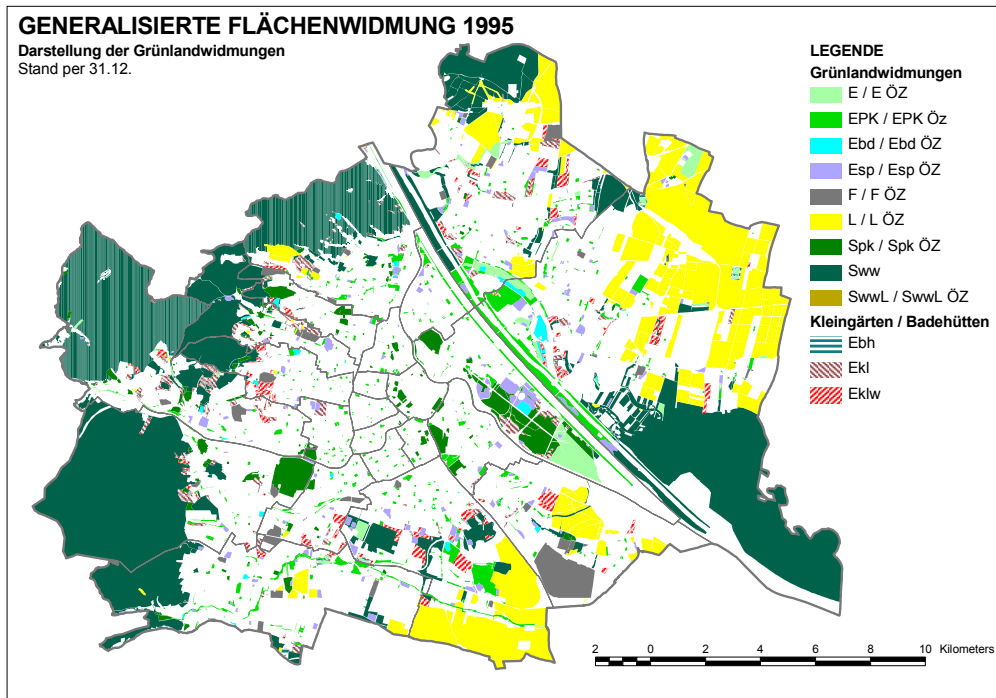 GENERALISIERTE FLÄCHENWIDMUNG 1995
Darstellung der Grünlandwidmungen
Stand per 31.12.
LEGENDE
Grünlandwidmungen
E / E ÖZ
EPK / EPK Öz
Ebd / Ebd ÖZ
Esp / Esp ÖZ
F / F ÖZ
L / L ÖZ
Spk / Spk ÖZ
Sww
SwwL / SwwL ÖZ
Kleingärten / Badehütten
Ebh
Ekl
Eklw
2 0 2 4 6 8 10 Kilometers